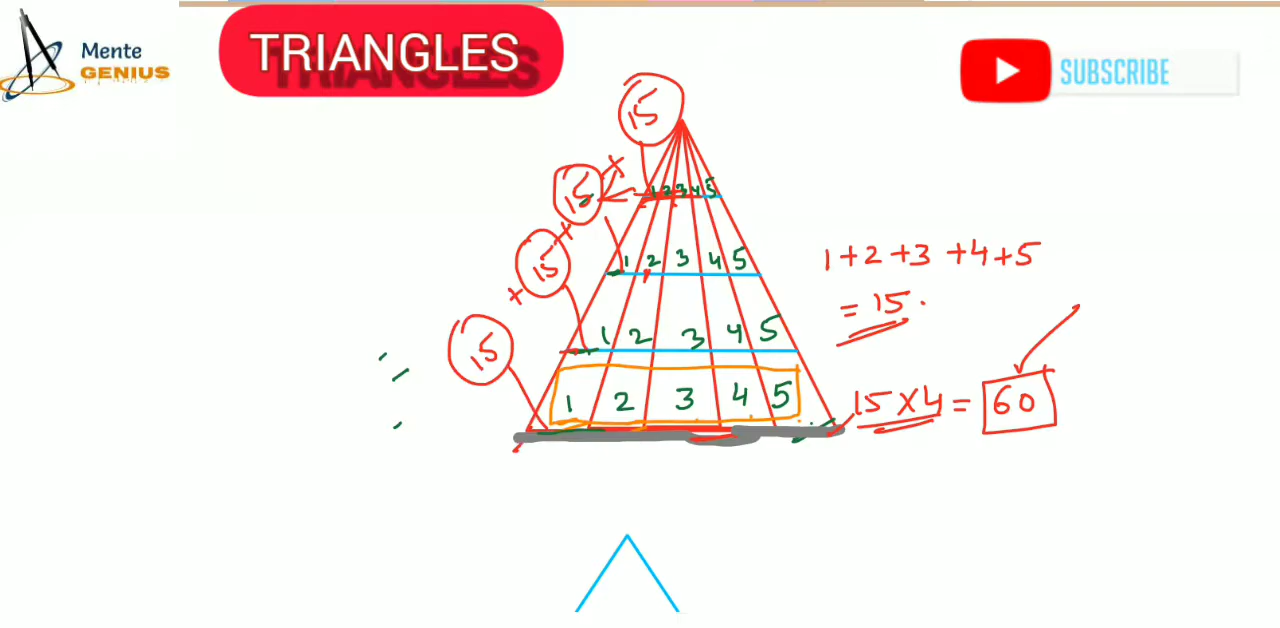 Mente
GENIUS
TRIANGLES
SUBSCRIBE
15
15
1 2 3 4 5
15
1 2 3 4 5
1+2+3+4+5
= 15.
15
1 2 3 4 5
1 2 3 4 5
15 X 4 = 60